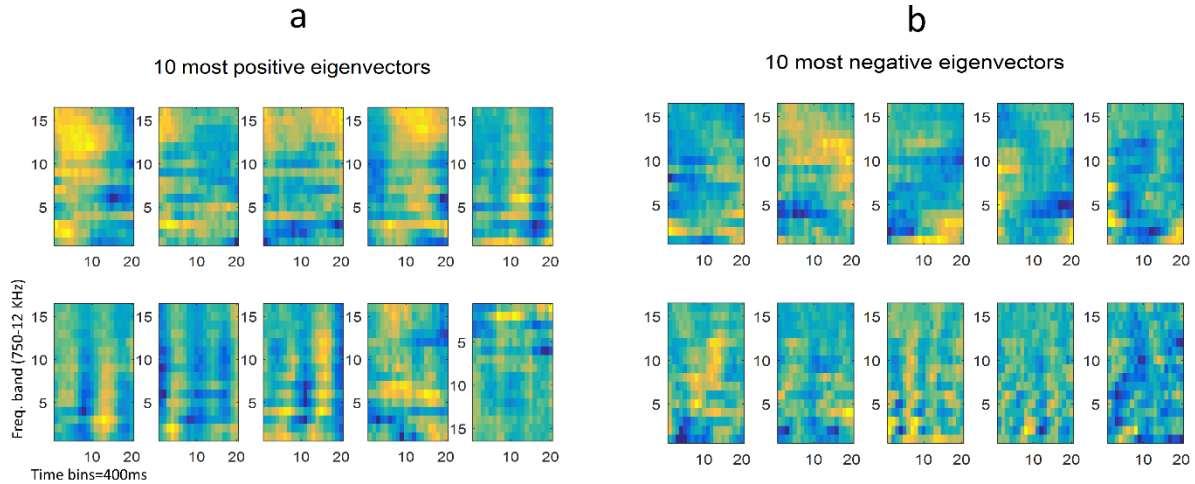 a
b
10 most positive eigenvectors
10 most negative eigenvectors
15 15 15 15 15
10 10 10 10 10
5 5 5 5 5
10 20 10 20 10 20 10 20 10 20
15 15 15 15 15
10 10 10 10 10
5 5 5 5 5
10 20 10 20 10 20 10 20 10 20
Freq. band (750-12 KHz)
15 15 15 15 5
10 10 10 10 10
5 5 5 5 15
10 20 10 20 10 20 10 20 10 20
15 15 15 15 15
10 10 10 10 10
5 5 5 5 5
10 20 10 20 10 20 10 20 10 20
Time bins=400ms